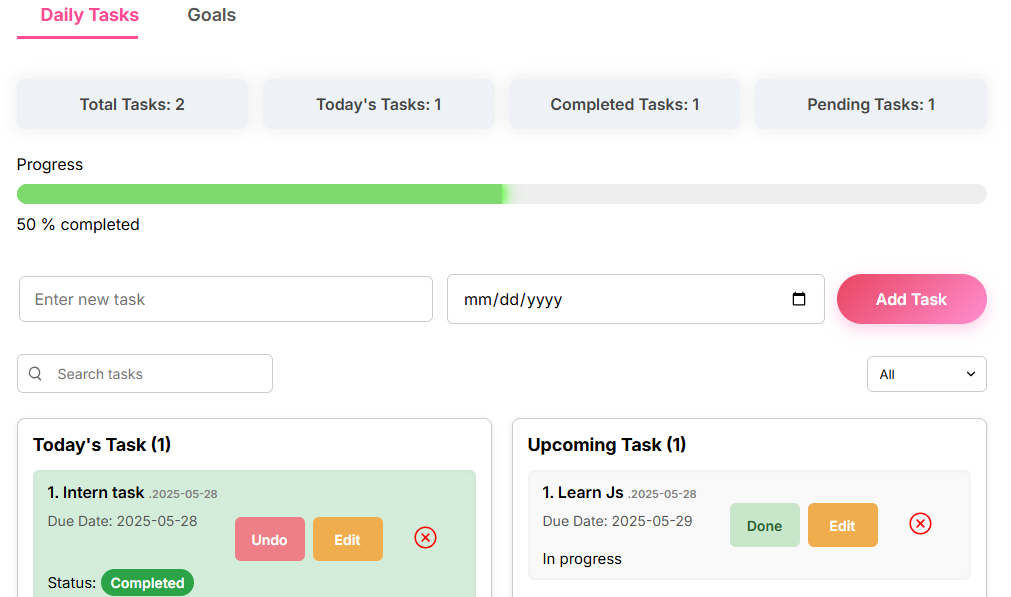 Daily Tasks Goals
Total Tasks: 2 Today's Tasks: 1 Completed Tasks: 1 Pending Tasks: 1
Progress
50 % completed
Enter new task mm/dd/yyyy Add Task
Search tasks All
Today's Task (1)
1. Intern task .2025-05-28
Due Date: 2025-05-28
Undo Edit
Status: Completed
Upcoming Task (1)
1. Learn Js .2025-05-28
Due Date: 2025-05-29
Done Edit
In progress